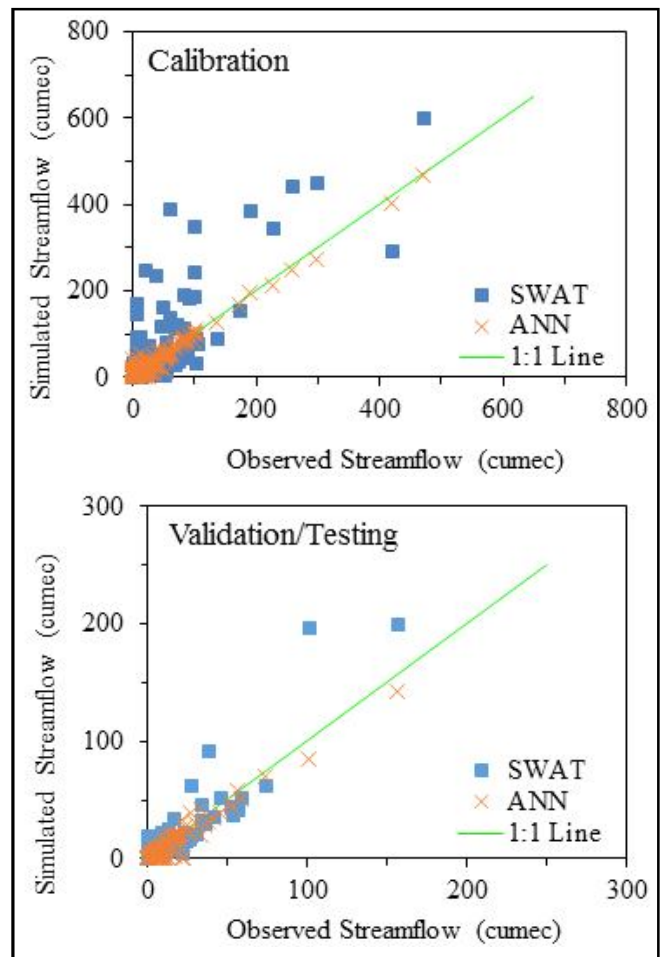 800
Calibration
600
400
200
0
SWAT
ANN
1:1 Line
0 200 400 600 800
Simulated Streamflow (cumec)
Observed Streamflow (cumec)
300
Validation/Testing
200
100
0
SWAT
ANN
1:1 Line
0 100 200 300
Simulated Streamflow (cumec)
Observed Streamflow (cumec)